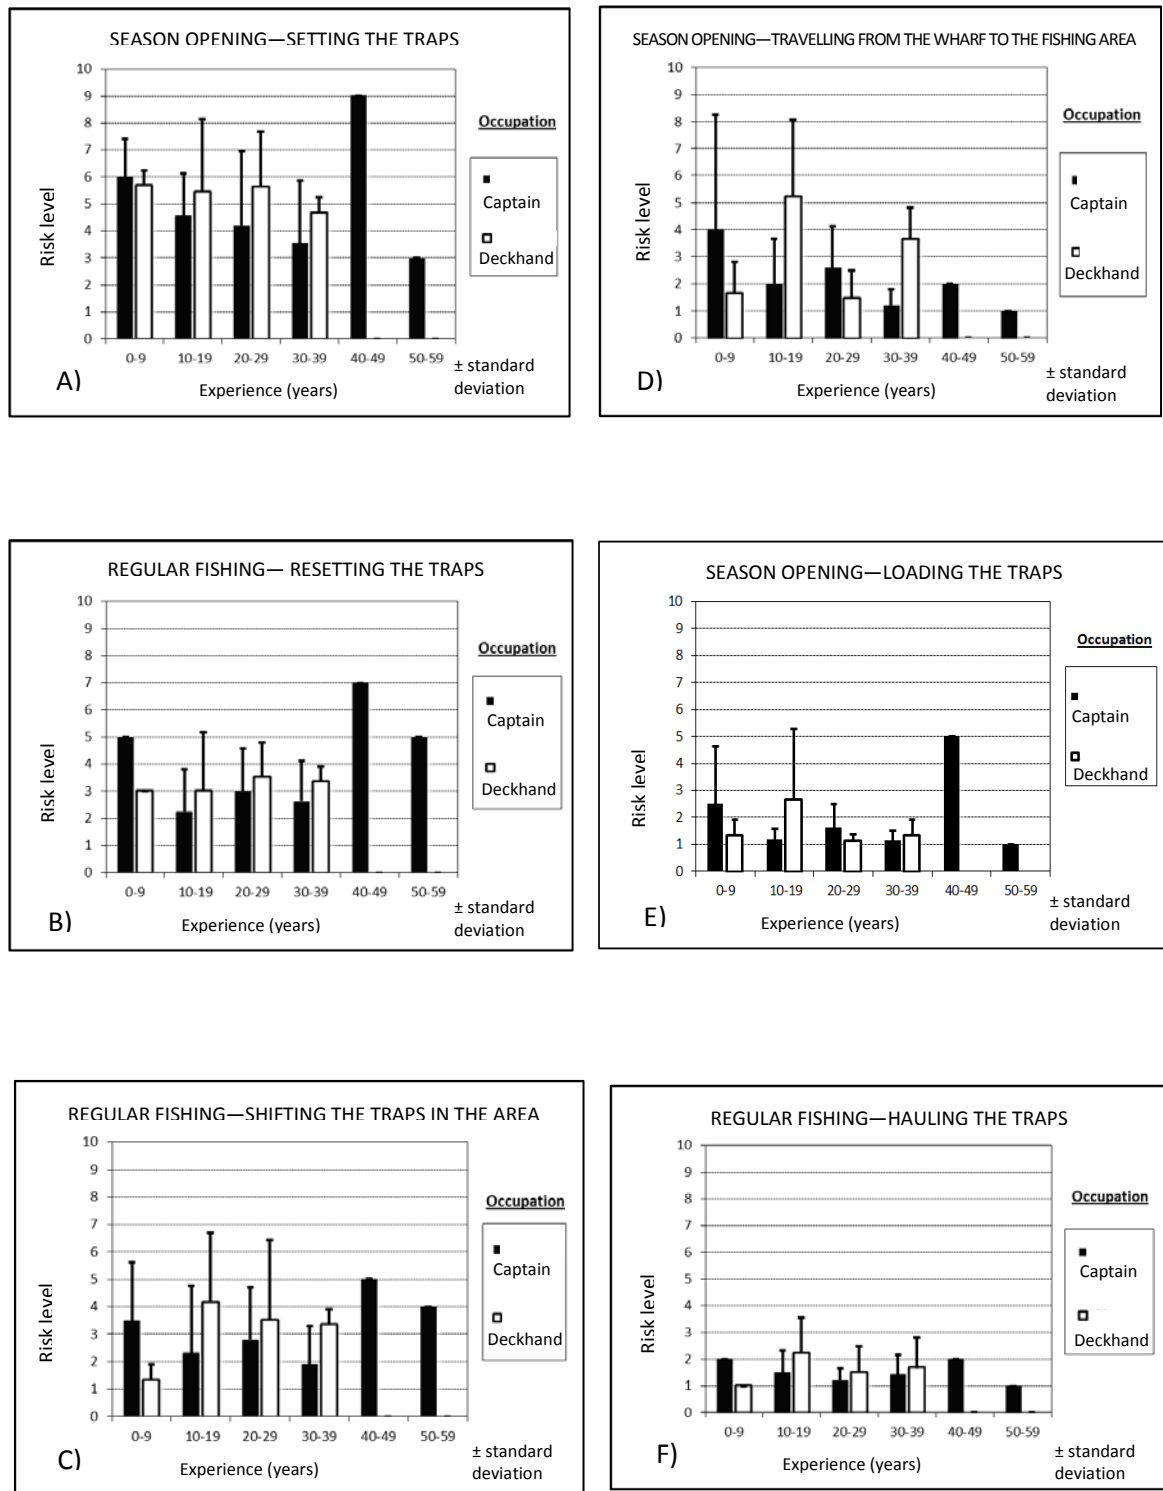 SEASON OPENING—SETTING THE TRAPS
10
9
8
7
6
5
4
3
2
1
0
Risk level
0-9 10-19 20-29 30-39 40-49 50-59
Experience (years)
± standard
deviation
Occupation
Captain
Deckhand
A)
SEASON OPENING—TRAVELLING FROM THE WHARF TO THE FISHING AREA
10
9
8
7
6
5
4
3
2
1
0
Risk level
0-9 10-19 20-29 30-39 40-49 50-59
Experience (years)
± standard
deviation
Occupation
Captain
Deckhand
D)
REGULAR FISHING— RESETTING THE TRAPS
10
9
8
7
6
5
4
3
2
1
0
Risk level
0-9 10-19 20-29 30-39 40-49 50-59
Experience (years)
± standard
deviation
Occupation
Captain
Deckhand
B)
SEASON OPENING—LOADING THE TRAPS
10
9
8
7
6
5
4
3
2
1
0
Risk level
0-9 10-19 20-29 30-39 40-49 50-59
Experience (years)
± standard
deviation
Occupation
Captain
Deckhand
E)
REGULAR FISHING—SHIFTING THE TRAPS IN THE AREA
10
9
8
7
6
5
4
3
2
1
0
Risk level
0-9 10-19 20-29 30-39 40-49 50-59
Experience (years)
± standard
deviation
Occupation
Captain
Deckhand
C)
REGULAR FISHING—HAULING THE TRAPS
10
9
8
7
6
5
4
3
2
1
0
Risk level
0-9 10-19 20-29 30-39 40-49 50-59
Experience (years)
± standard
deviation
Occupation
Captain
Deckhand
F)